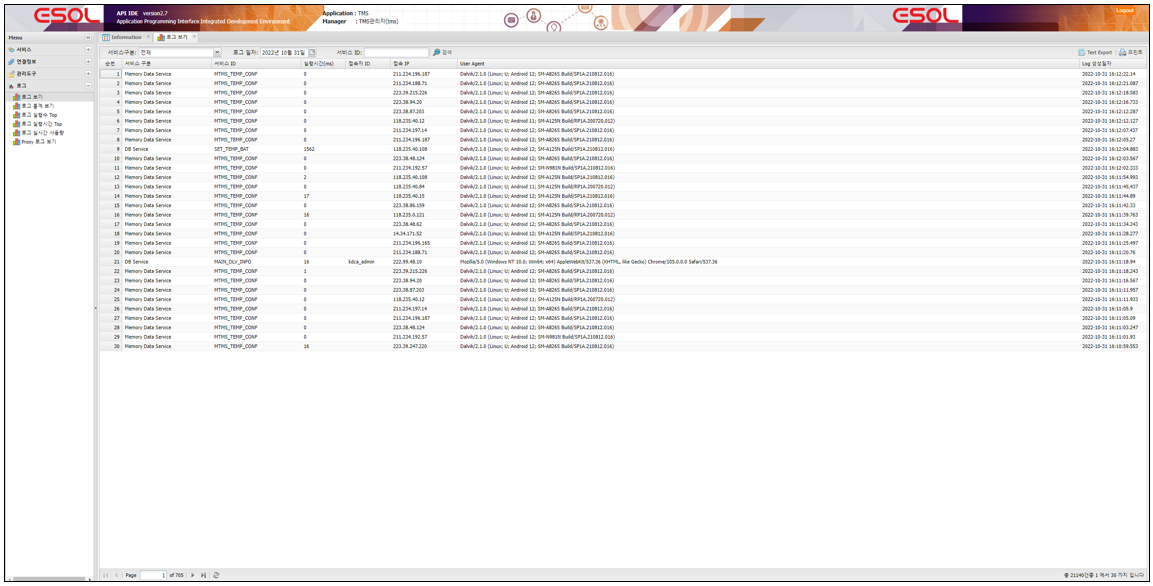 ESOL
API IDE version2.7
Application Programming Interface Integrated Development Environment
Application : TMS
Manager : TMS관리자(tms)
ESOL
Logout
Menu
Information
로그 보기
서비스
연결정보
관리도구
로그
로그 보기
로그 통계 보기
로그 실행수 Top
로그 실행시간 Top
로그 실시간 사용량
Proxy 로그 보기
서비스구분: 전체 로그 일자: 2022년 10월 31일 서비스 ID: 검색 Text Export 프린트
순번 서비스 구분 서비스 ID 실행시간(ms) 접속자 ID 접속 IP User Agent Log 생성일자
1 Memory Data Service MTMS_TEMP_CONF 0 211.234.196.187 Dalvik/2.1.0 (Linux; U; Android 12; SM-A826S Build/SP1A.210812.016) 2022-10-31 16:12:22.14
2 Memory Data Service MTMS_TEMP_CONF 0 211.234.188.71 Dalvik/2.1.0 (Linux; U; Android 12; SM-A826S Build/SP1A.210812.016) 2022-10-31 16:12:21.087
3 Memory Data Service MTMS_TEMP_CONF 0 223.39.215.226 Dalvik/2.1.0 (Linux; U; Android 12; SM-A826S Build/SP1A.210812.016) 2022-10-31 16:12:18.583
4 Memory Data Service MTMS_TEMP_CONF 0 223.38.94.20 Dalvik/2.1.0 (Linux; U; Android 12; SM-A826S Build/SP1A.210812.016) 2022-10-31 16:12:16.733
5 Memory Data Service MTMS_TEMP_CONF 0 223.38.87.203 Dalvik/2.1.0 (Linux; U; Android 12; SM-A826S Build/SP1A.210812.016) 2022-10-31 16:12:12.287
6 Memory Data Service MTMS_TEMP_CONF 0 118.235.40.12 Dalvik/2.1.0 (Linux; U; Android 11; SM-A125N Build/RP1A.200720.012) 2022-10-31 16:12:12.127
7 Memory Data Service MTMS_TEMP_CONF 0 211.234.197.14 Dalvik/2.1.0 (Linux; U; Android 12; SM-A826S Build/SP1A.210812.016) 2022-10-31 16:12:07.437
8 Memory Data Service MTMS_TEMP_CONF 0 211.234.196.187 Dalvik/2.1.0 (Linux; U; Android 12; SM-A826S Build/SP1A.210812.016) 2022-10-31 16:12:05.27
9 DB Service SET_TEMP_BAT 1562 118.235.40.108 Dalvik/2.1.0 (Linux; U; Android 12; SM-A125N Build/SP1A.210812.016) 2022-10-31 16:12:04.883
10 Memory Data Service MTMS_TEMP_CONF 0 223.38.48.124 Dalvik/2.1.0 (Linux; U; Android 12; SM-A826S Build/SP1A.210812.016) 2022-10-31 16:12:03.567
11 Memory Data Service MTMS_TEMP_CONF 0 211.234.192.57 Dalvik/2.1.0 (Linux; U; Android 12; SM-N981N Build/SP1A.210812.016) 2022-10-31 16:12:02.333
12 Memory Data Service MTMS_TEMP_CONF 2 118.235.40.108 Dalvik/2.1.0 (Linux; U; Android 12; SM-A125N Build/SP1A.210812.016) 2022-10-31 16:11:54.993
13 Memory Data Service MTMS_TEMP_CONF 0 118.235.40.84 Dalvik/2.1.0 (Linux; U; Android 11; SM-A125N Build/RP1A.200720.012) 2022-10-31 16:11:45.437
14 Memory Data Service MTMS_TEMP_CONF 17 118.235.40.15 Dalvik/2.1.0 (Linux; U; Android 12; SM-A125N Build/SP1A.210812.016) 2022-10-31 16:11:44.89
15 Memory Data Service MTMS_TEMP_CONF 0 223.38.86.159 Dalvik/2.1.0 (Linux; U; Android 12; SM-A826S Build/SP1A.210812.016) 2022-10-31 16:11:42.33
16 Memory Data Service MTMS_TEMP_CONF 16 118.235.0.121 Dalvik/2.1.0 (Linux; U; Android 11; SM-A125N Build/RP1A.200720.012) 2022-10-31 16:11:39.763
17 Memory Data Service MTMS_TEMP_CONF 0 223.38.48.62 Dalvik/2.1.0 (Linux; U; Android 12; SM-A826S Build/SP1A.210812.016) 2022-10-31 16:11:34.243
18 Memory Data Service MTMS_TEMP_CONF 0 14.34.171.52 Dalvik/2.1.0 (Linux; U; Android 12; SM-A125N Build/SP1A.210812.016) 2022-10-31 16:11:28.277
19 Memory Data Service MTMS_TEMP_CONF 0 211.234.196.165 Dalvik/2.1.0 (Linux; U; Android 12; SM-A826S Build/SP1A.210812.016) 2022-10-31 16:11:25.497
20 Memory Data Service MTMS_TEMP_CONF 0 211.234.188.71 Dalvik/2.1.0 (Linux; U; Android 12; SM-A826S Build/SP1A.210812.016) 2022-10-31 16:11:20.76
21 DB Service MAIN_DLV_INFO 16 kdca_admin 222.99.48.10 Mozilla/5.0 (Windows NT 10.0; Win64; x64) AppleWebKit/537.36 (KHTML, like Gecko) Chrome/105.0.0.0 Safari/537.36 2022-10-31 16:11:18.94
22 Memory Data Service MTMS_TEMP_CONF 1 223.39.215.226 Dalvik/2.1.0 (Linux; U; Android 12; SM-A826S Build/SP1A.210812.016) 2022-10-31 16:11:18.243
23 Memory Data Service MTMS_TEMP_CONF 0 223.38.94.20 Dalvik/2.1.0 (Linux; U; Android 12; SM-A826S Build/SP1A.210812.016) 2022-10-31 16:11:16.567
24 Memory Data Service MTMS_TEMP_CONF 0 223.38.87.203 Dalvik/2.1.0 (Linux; U; Android 12; SM-A826S Build/SP1A.210812.016) 2022-10-31 16:11:11.957
25 Memory Data Service MTMS_TEMP_CONF 0 118.235.40.12 Dalvik/2.1.0 (Linux; U; Android 11; SM-A125N Build/RP1A.200720.012) 2022-10-31 16:11:11.933
26 Memory Data Service MTMS_TEMP_CONF 0 211.234.197.14 Dalvik/2.1.0 (Linux; U; Android 12; SM-A826S Build/SP1A.210812.016) 2022-10-31 16:11:05.9
27 Memory Data Service MTMS_TEMP_CONF 0 211.234.196.187 Dalvik/2.1.0 (Linux; U; Android 12; SM-A826S Build/SP1A.210812.016) 2022-10-31 16:11:05.09
28 Memory Data Service MTMS_TEMP_CONF 0 223.38.48.124 Dalvik/2.1.0 (Linux; U; Android 12; SM-A826S Build/SP1A.210812.016) 2022-10-31 16:11:03.247
29 Memory Data Service MTMS_TEMP_CONF 0 211.234.192.57 Dalvik/2.1.0 (Linux; U; Android 12; SM-N981N Build/SP1A.210812.016) 2022-10-31 16:11:01.93
30 Memory Data Service MTMS_TEMP_CONF 16 223.39.247.220 Dalvik/2.1.0 (Linux; U; Android 12; SM-A826S Build/SP1A.210812.016) 2022-10-31 16:10:59.553
Page 1 of 705
총 21140건중 1 에서 30 까지 입니다